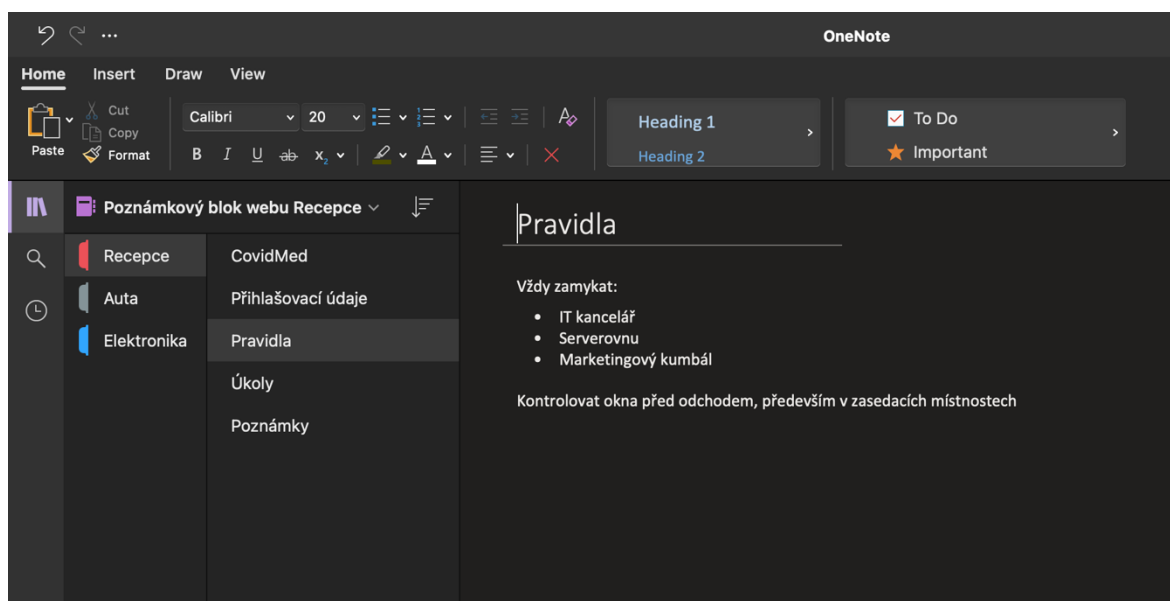 OneNote
Home Insert Draw View
Paste
Cut
Copy
Format
Calibri 20
B I U ab x₂ A
Heading 1
Heading 2
To Do
Important
Poznámkový blok webu Recepce
Recepce
Auta
Elektronika
CovidMed
Přihlašovací údaje
Pravidla
Úkoly
Poznámky
Pravidla
Vždy zamykat:
• IT kancelář
• Serverovnu
• Marketingový kumbál
Kontrolovat okna před odchodem, především v zasedacích místnostech